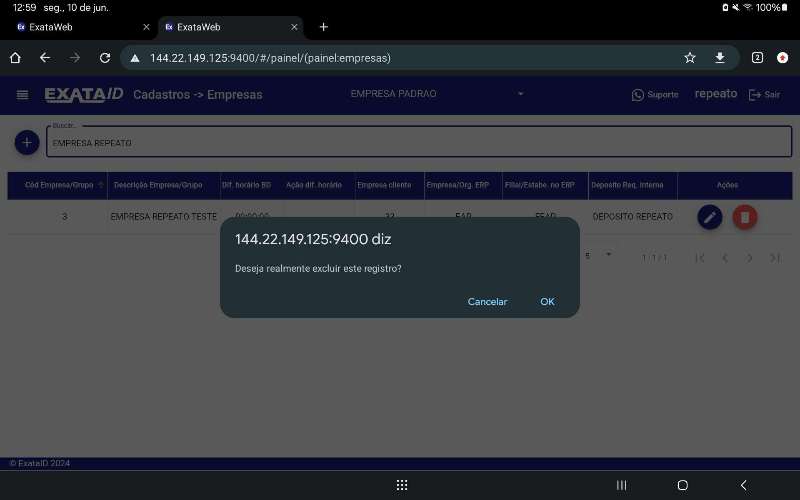 12:59 seg., 10 de jun.
100%
Ex ExataWeb
Ex ExataWeb
144.22.149.125:9400/#/painel/(painel:empresas)
2
EXATAID
Cadastros -> Empresas
EMPRESA PADRAO
Suporte
repeato
Sair
Buscar...
EMPRESA REPEATO
Cód Empresa/Grupo
Descrição Empresa/Grupo
Dif. horário BD
Ação dif. horário
Empresa cliente
Empresa/Org. ERP
Filial/Estabe. no ERP
Deposito Req. Interna
Ações
3
EMPRESA REPEATO TESTE
00:00:00
33
DEPOSITO REPEATO
5
1-1/1
144.22.149.125:9400 diz
Deseja realmente excluir este registro?
Cancelar
OK
© ExataID 2024